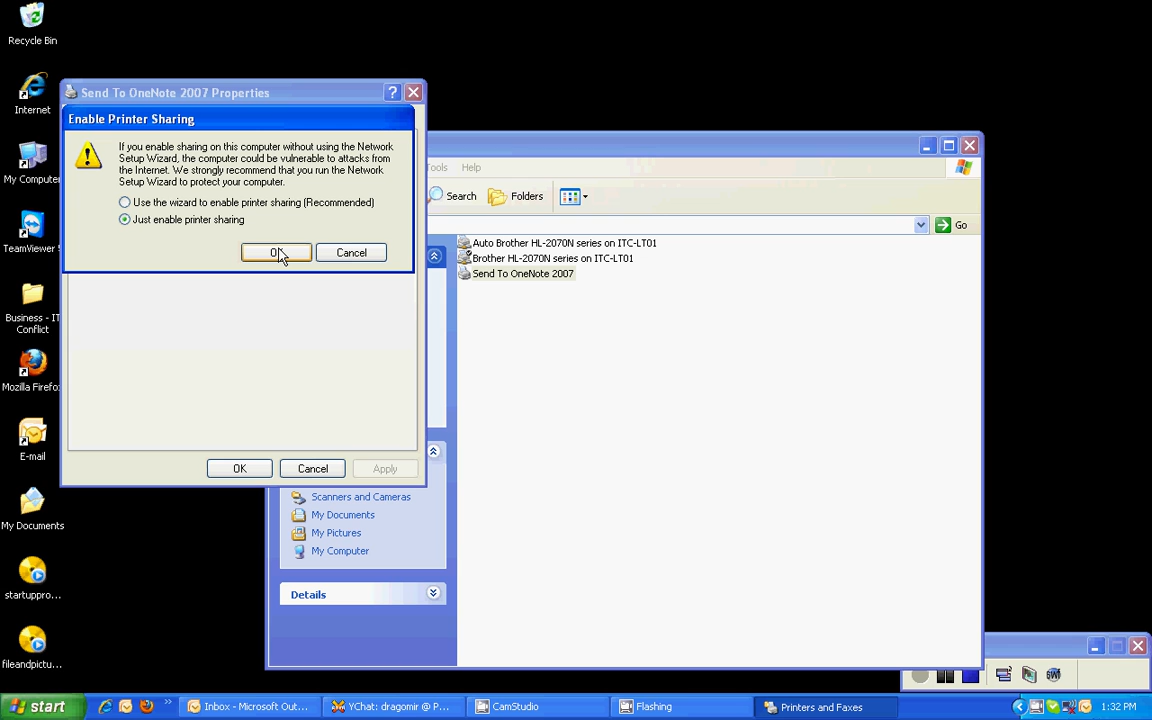 Recycle Bin
Internet
My Compute
TeamViewer
Business - IT
Conflict
Mozilla Firefo
E-mail
My Documents
startuppro...
fileandpictu...
Send To OneNote 2007 Properties
Enable Printer Sharing
If you enable sharing on this computer without using the Network
Setup Wizard, the computer could be vulnerable to attacks from
the Internet. We strongly recommend that you run the Network
Setup Wizard to protect your computer.
Use the wizard to enable printer sharing (Recommended)
Just enable printer sharing
OK
Cancel
OK
Cancel
Apply
Tools
Help
Search
Folders
Go
Auto Brother HL-2070N series on ITC-LT01
Brother HL-2070N series on ITC-LT01
Send To OneNote 2007
Scanners and Cameras
My Documents
My Pictures
My Computer
Details
start
Inbox - Microsoft Out...
YChat: dragomir @ P...
CamStudio
Flashing
Printers and Faxes
1:32 PM